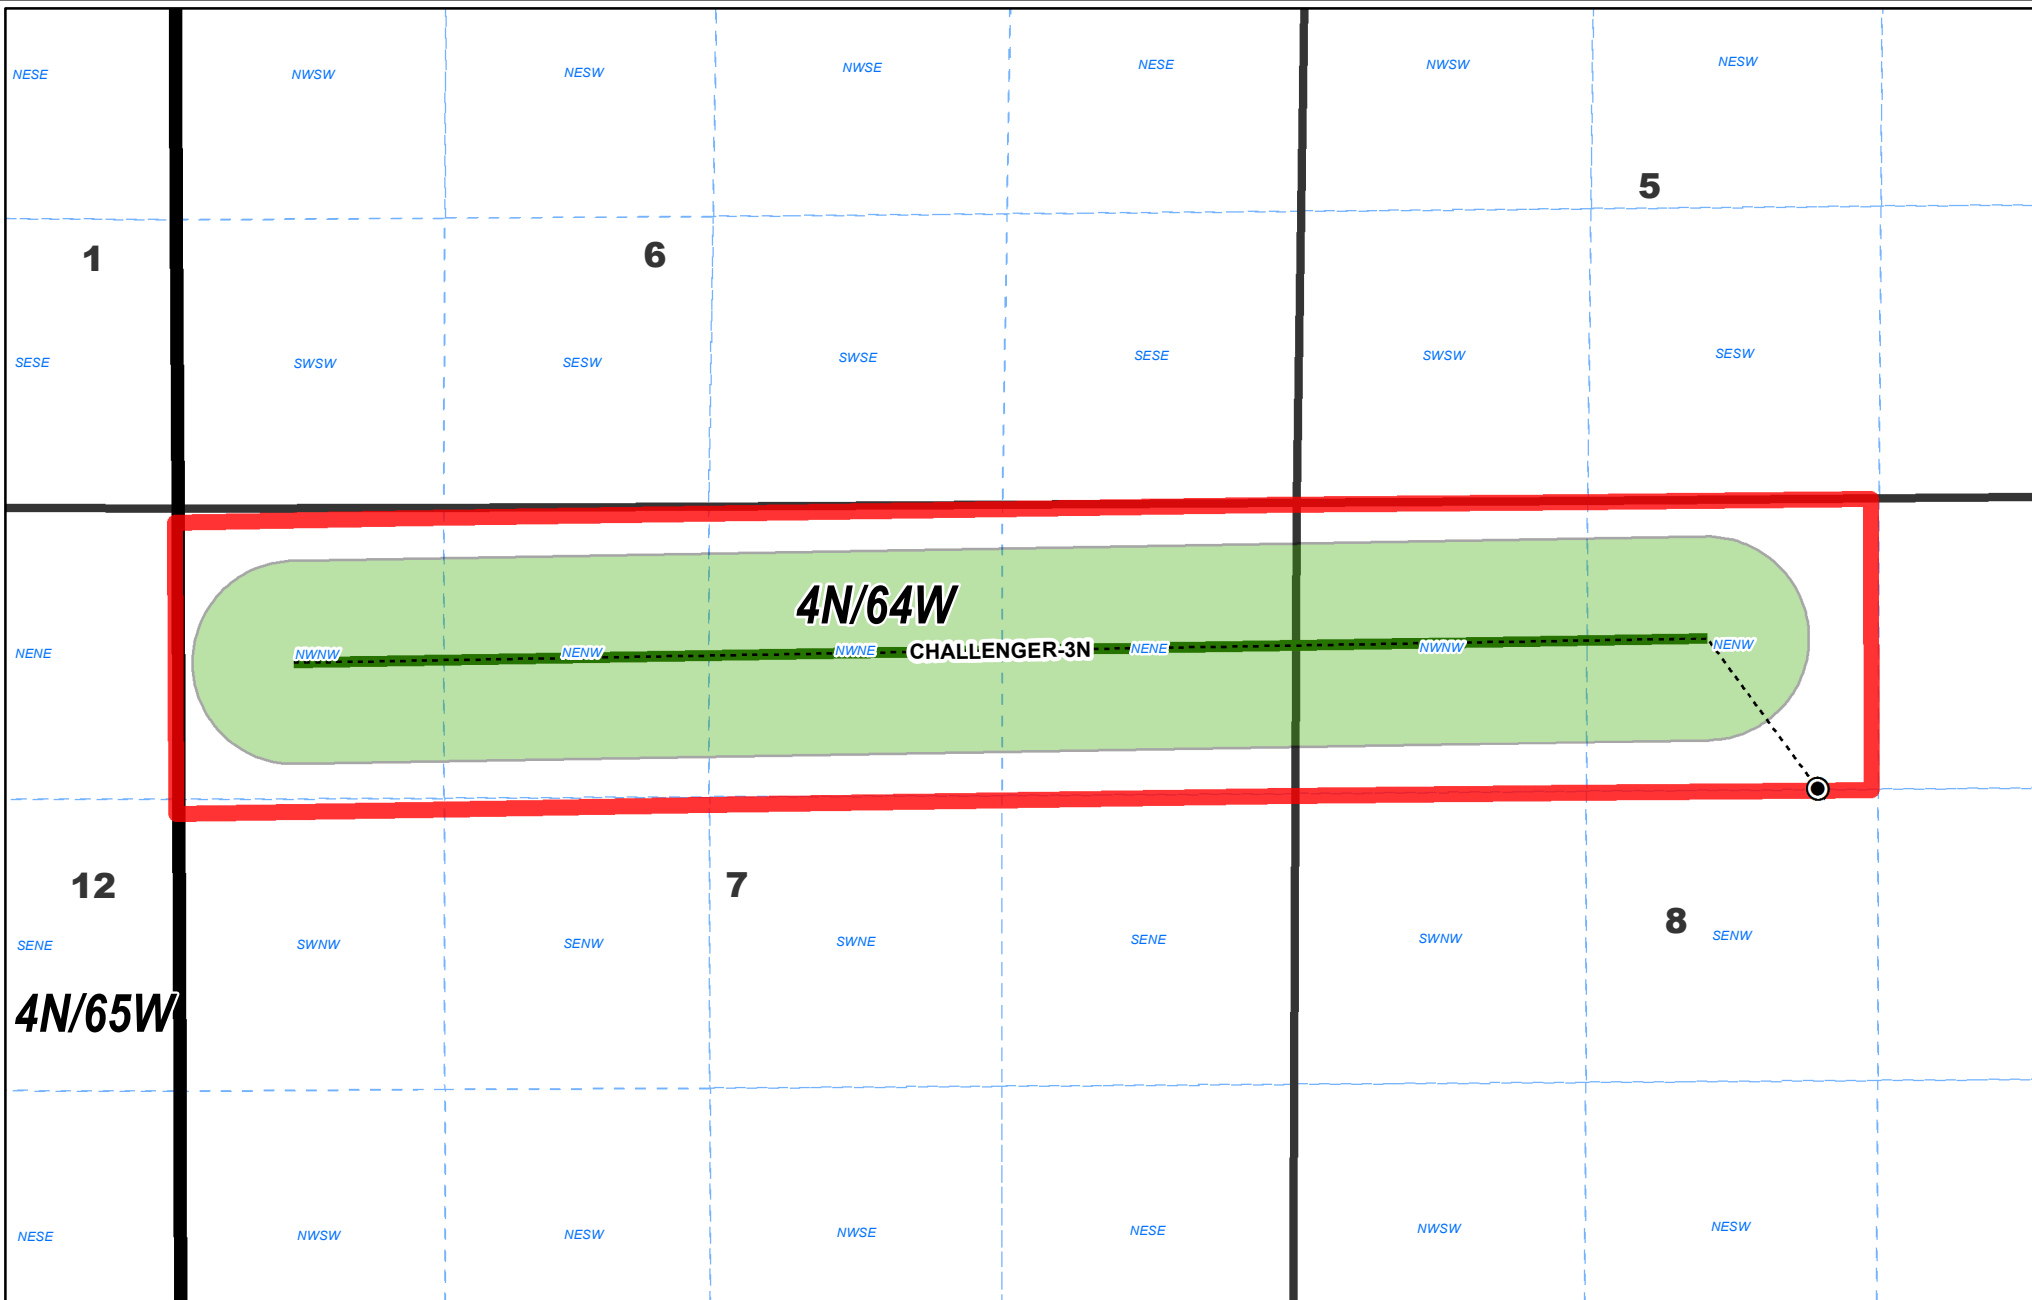 NESE NWSW NESW NWSE NESE NWSW NESW
5
1 6
SESE SWSW SESW SWSE SESE SWSW SESW
4N/64W
NENE NWNW NENW NWNE CHALLENGER-3N NENE NWNW NENW
12 7 8
SENE SWNW SENW SWNE SENE SWNW SENW
4N/65W
NESE NWSW NESW NWSE NESE NWSW NESW